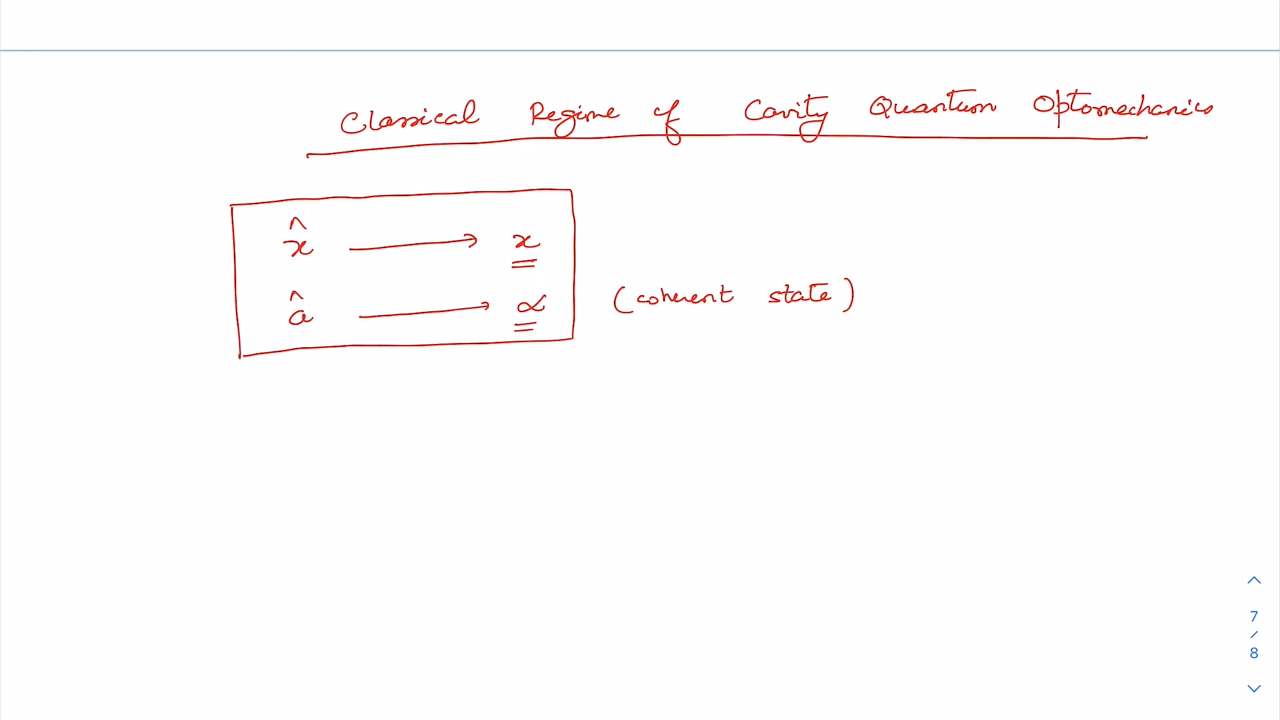 Classical Regime of Cavity Quantum Optomechanics
x̂ ⟶ x
â ⟶ α (coherent state)
7
/
8